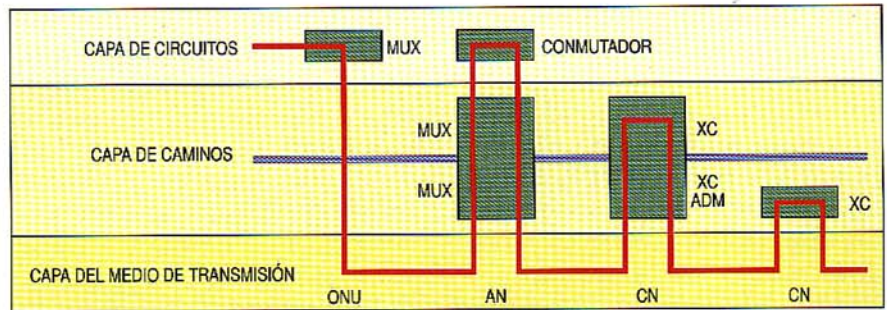 CAPA DE CIRCUITOS MUX CONMUTADOR
MUX XC
CAPA DE CAMINOS
MUX XC
ADM XC
CAPA DEL MEDIO DE TRANSMISIÓN
ONU AN CN CN